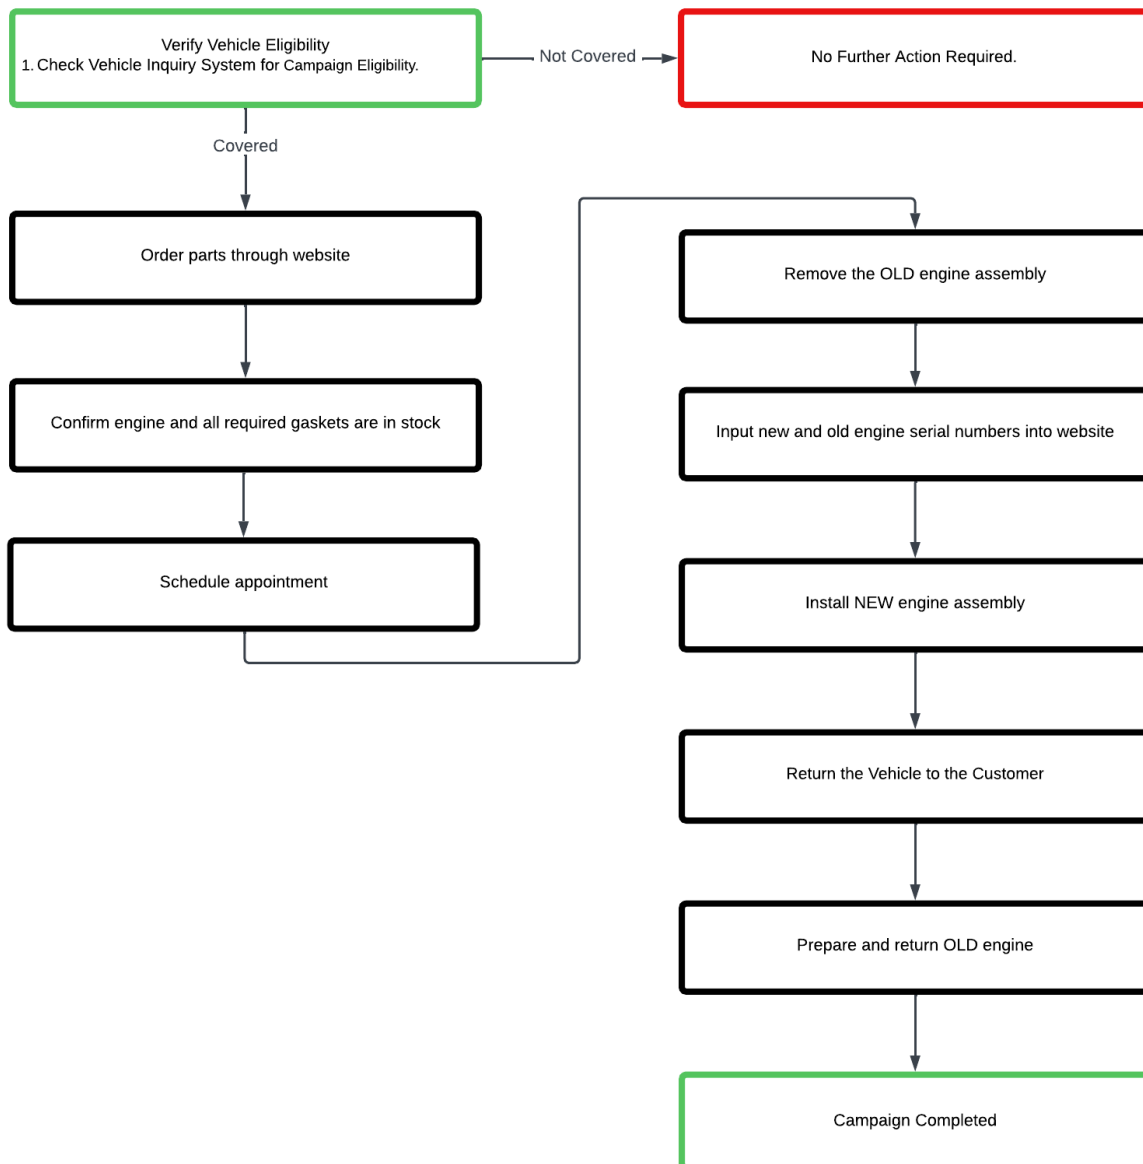 Verify Vehicle Eligibility
1. Check Vehicle Inquiry System for Campaign Eligibility.
Not Covered
No Further Action Required.
Covered
Order parts through website
Confirm engine and all required gaskets are in stock
Schedule appointment
Remove the OLD engine assembly
Input new and old engine serial numbers into website
Install NEW engine assembly
Return the Vehicle to the Customer
Prepare and return OLD engine
Campaign Completed